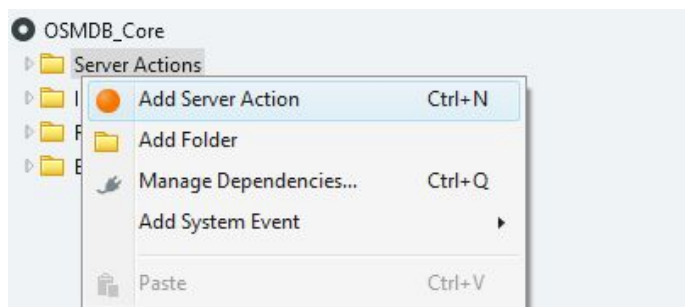 OSMDB_Core
Server Actions
Add Server Action Ctrl+N
Add Folder
Manage Dependencies... Ctrl+Q
Add System Event
Paste Ctrl+V